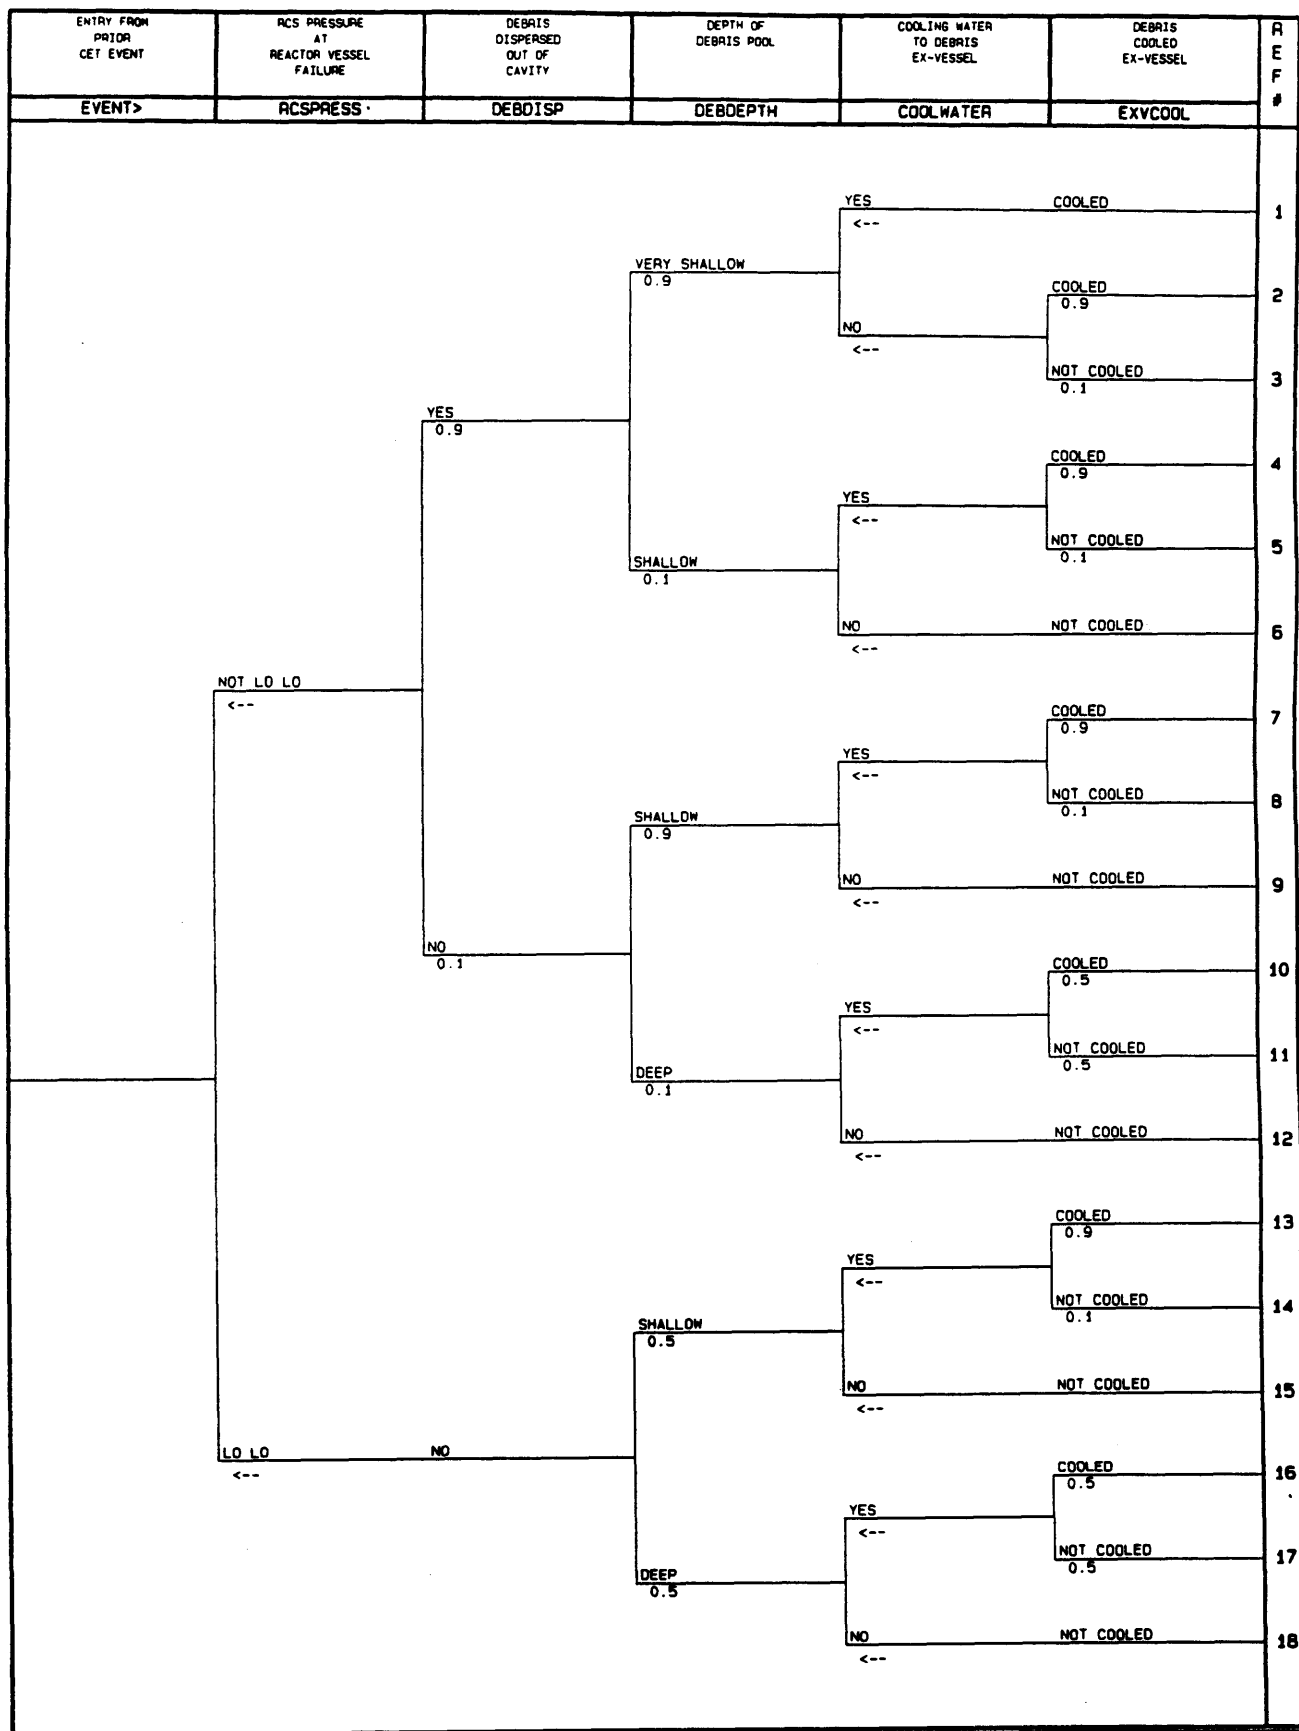 ENTRY FROM
PRIOR
CET EVENT
RCS PRESSURE
AT
REACTOR VESSEL
FAILURE
DEBRIS
DISPERSED
OUT OF
CAVITY
DEPTH OF
DEBRIS POOL
COOLING WATER
TO DEBRIS
EX-VESSEL
DEBRIS
COOLED
EX-VESSEL
R
E
F
#
EVENT>
RCSPRESS
DEBDISP
DEBDEPTH
COOLWATER
EXVCOOL
YES
<--
COOLED
1
VERY SHALLOW
0.9
COOLED
0.9
2
NO
<--
NOT COOLED
0.1
3
YES
0.9
COOLED
0.9
4
YES
<--
NOT COOLED
0.1
5
SHALLOW
0.1
NO
<--
NOT COOLED
6
NOT LO LO
<--
COOLED
0.9
7
YES
<--
NOT COOLED
0.1
8
SHALLOW
0.9
NO
<--
NOT COOLED
9
NO
0.1
COOLED
0.5
10
YES
<--
NOT COOLED
0.5
11
DEEP
0.1
NO
<--
NOT COOLED
12
COOLED
0.9
13
YES
<--
NOT COOLED
0.1
14
SHALLOW
0.5
NO
<--
NOT COOLED
15
LO LO
<--
NO
COOLED
0.5
16
YES
<--
NOT COOLED
0.5
17
DEEP
0.5
NO
<--
NOT COOLED
18